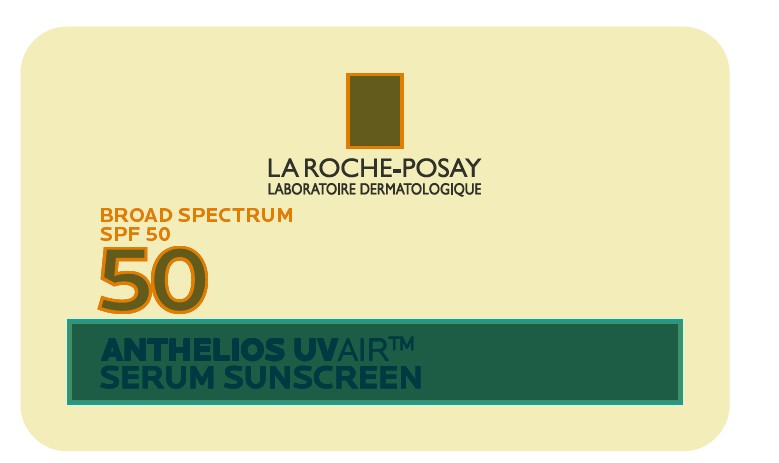 LA ROCHE-POSAY
LABORATOIRE DERMATOLOGIQUE
BROAD SPECTRUM
SPF 50
50
ANTHELIOS UVAIR™
SERUM SUNSCREEN